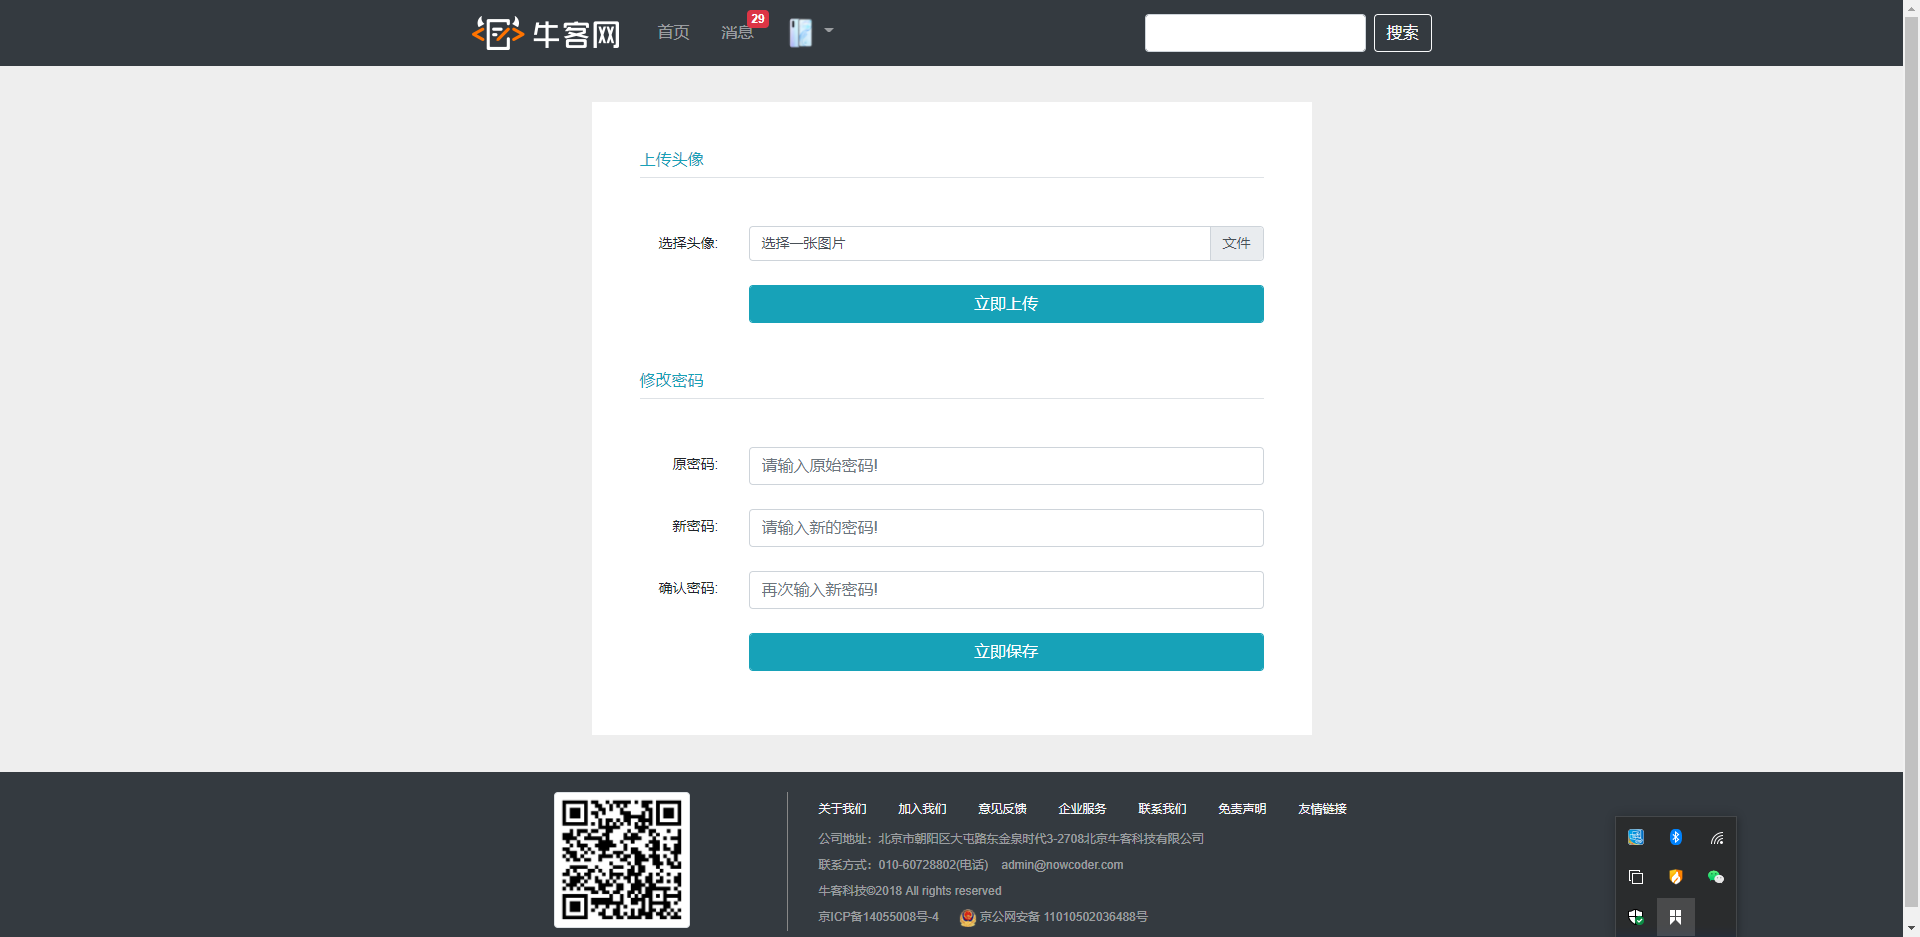 牛客网 首页 消息 29 搜索
上传头像
选择头像: 选择一张图片 文件
立即上传
修改密码
原密码: 请输入原始密码!
新密码: 请输入新的密码!
确认密码: 再次输入新密码!
立即保存
关于我们 加入我们 意见反馈 企业服务 联系我们 免责声明 友情链接
公司地址：北京市朝阳区大屯路东金泉时代3-2708北京牛客科技有限公司
联系方式：010-60728802(电话) admin@nowcoder.com
牛客科技©2018 All rights reserved
京ICP备14055008号-4 京公网安备 11010502036488号